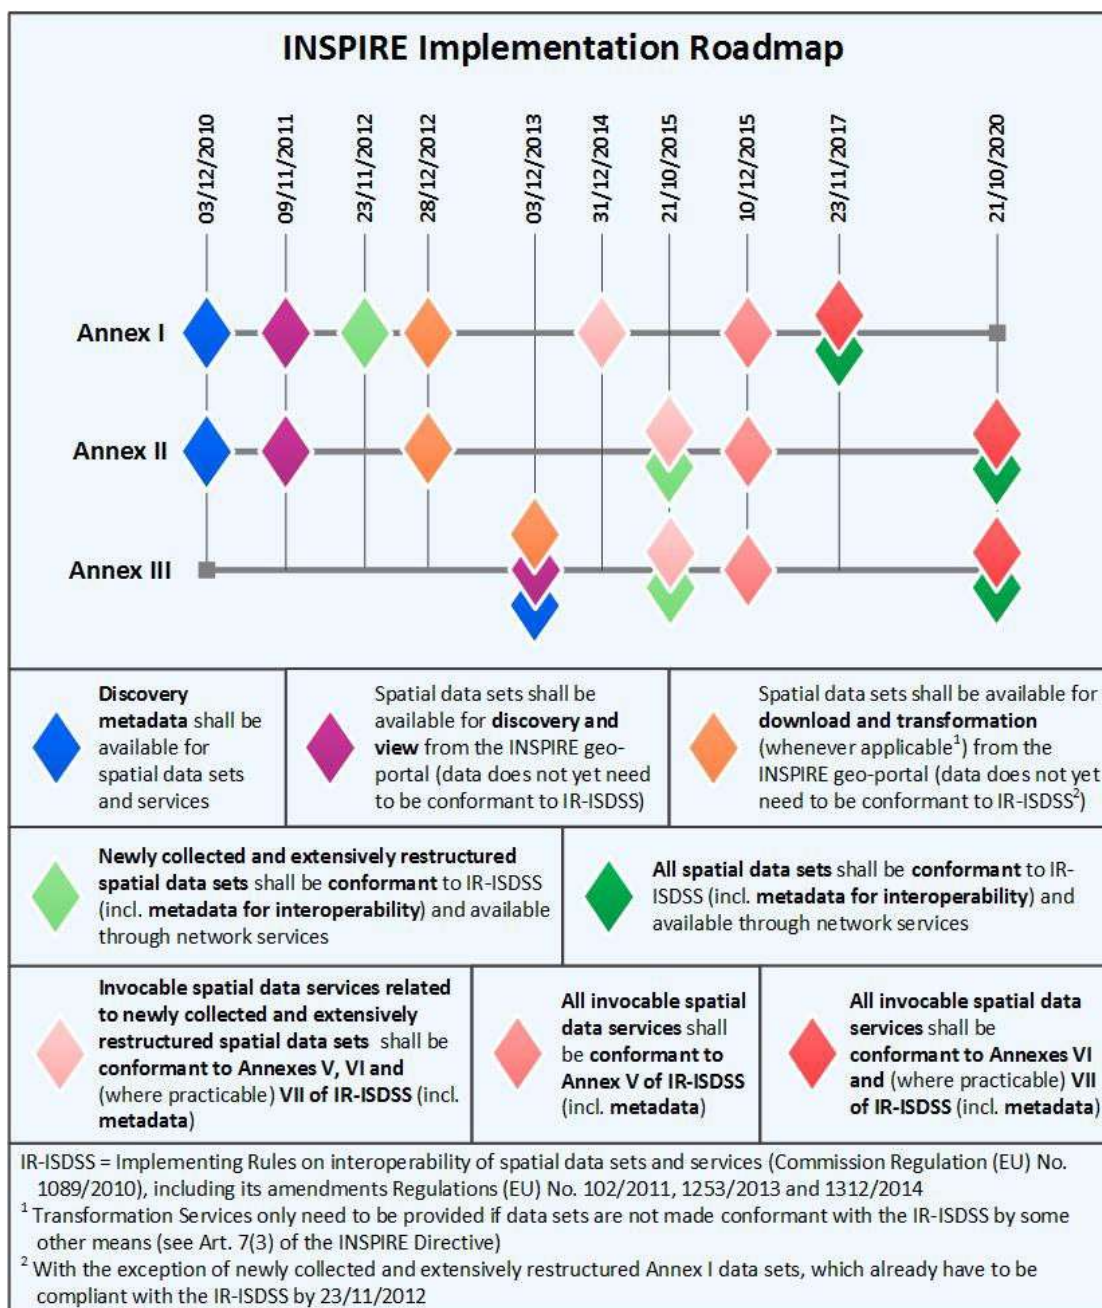 INSPIRE Implementation Roadmap
03/12/2010
09/11/2011
23/11/2012
28/12/2012
03/12/2013
31/12/2014
21/10/2015
10/12/2015
23/11/2017
21/10/2020
Annex I
Annex II
Annex III
Discovery
metadata shall be
available for
spatial data sets
and services
Spatial data sets shall be
available for discovery and
view from the INSPIRE geo-
portal (data does not yet need
to be conformant to IR-ISDSS)
Spatial data sets shall be available for
download and transformation
(whenever applicable¹) from the
INSPIRE geo-portal (data does not yet
need to be conformant to IR-ISDSS²)
Newly collected and extensively restructured
spatial data sets shall be conformant to IR-ISDSS
(incl. metadata for interoperability) and available
through network services
All spatial data sets shall be conformant to IR-
ISDSS (incl. metadata for interoperability) and
available through network services
Invocable spatial data services related
to newly collected and extensively
restructured spatial data sets shall be
conformant to Annexes V, VI and
(where practicable) VII of IR-ISDSS (incl.
metadata)
All invocable spatial
data services shall
be conformant to
Annex V of IR-ISDSS
(incl. metadata)
All invocable spatial data
services shall be
conformant to Annexes VI
and (where practicable) VII
of IR-ISDSS (incl. metadata)
IR-ISDSS = Implementing Rules on interoperability of spatial data sets and services (Commission Regulation (EU) No.
1089/2010), including its amendments Regulations (EU) No. 102/2011, 1253/2013 and 1312/2014
¹ Transformation Services only need to be provided if data sets are not made conformant with the IR-ISDSS by some
other means (see Art. 7(3) of the INSPIRE Directive)
² With the exception of newly collected and extensively restructured Annex I data sets, which already have to be
compliant with the IR-ISDSS by 23/11/2012